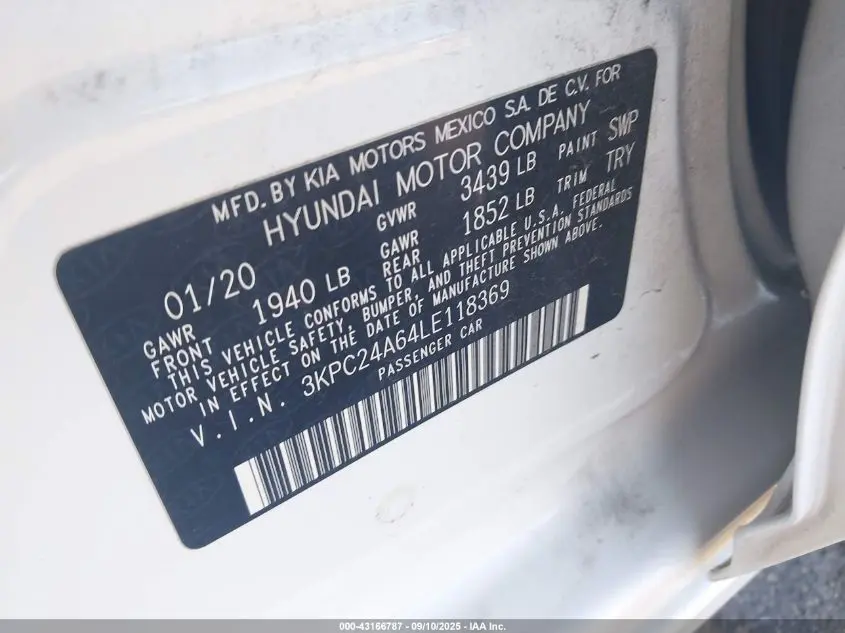 MFD. BY KIA MOTORS MEXICO S.A. DE C.V. FOR
HYUNDAI MOTOR COMPANY
01/20 GVWR 3439 LB PAINT SWP
GAWR FRONT 1940 LB GAWR REAR 1852 LB TRIM TRY
THIS VEHICLE CONFORMS TO ALL APPLICABLE U.S.A. FEDERAL
MOTOR VEHICLE SAFETY, BUMPER, AND THEFT PREVENTION STANDARDS
IN EFFECT ON THE DATE OF MANUFACTURE SHOWN ABOVE.
V.I.N. 3KPC24A64LE118369
PASSENGER CAR
000-43166787 - 09/10/2025 - IAA Inc.